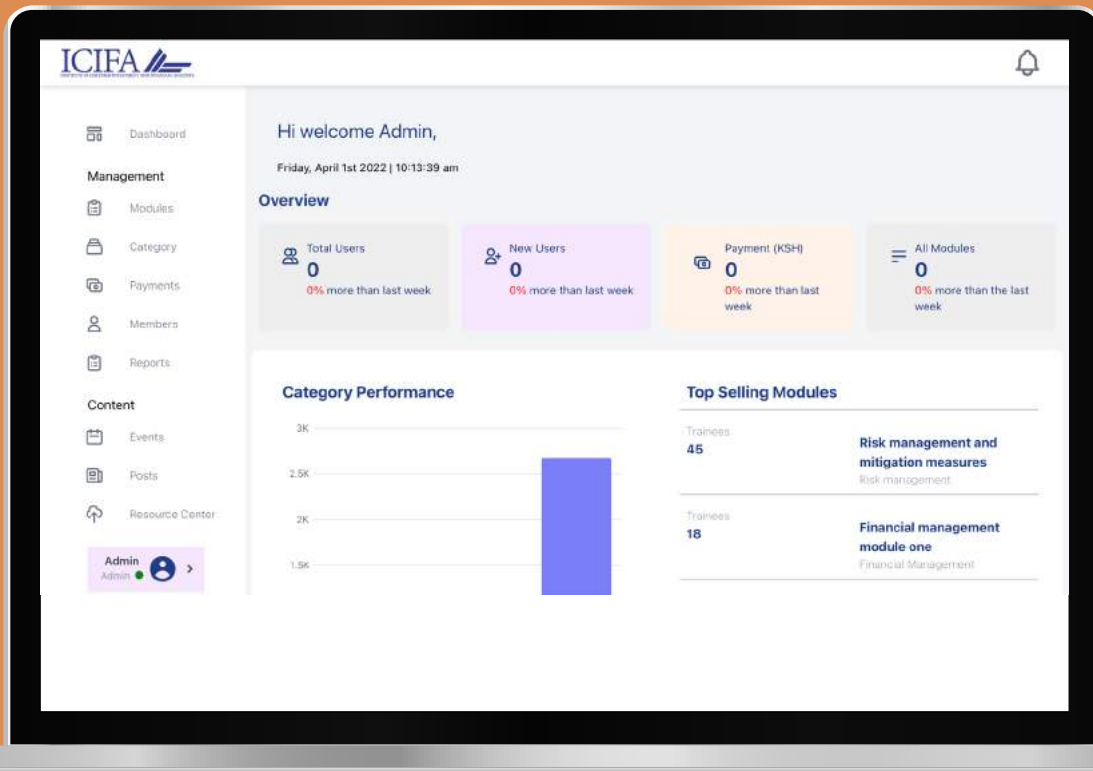 ICIFA
Dashboard
Management
Modules
Category
Payments
Members
Reports
Content
Events
Posts
Resource Center
Admin
Admin
Hi welcome Admin,
Friday, April 1st 2022 | 10:13:39 am
Overview
Total Users
0
0% more than last week
New Users
0
0% more than last week
Payment (KSH)
0
0% more than last
week
All Modules
0
0% more than the last
week
Category Performance
3K
2.5K
2K
1.5K
Top Selling Modules
Trainees
45
Risk management and
mitigation measures
Risk management
Trainees
18
Financial management
module one
Financial Management